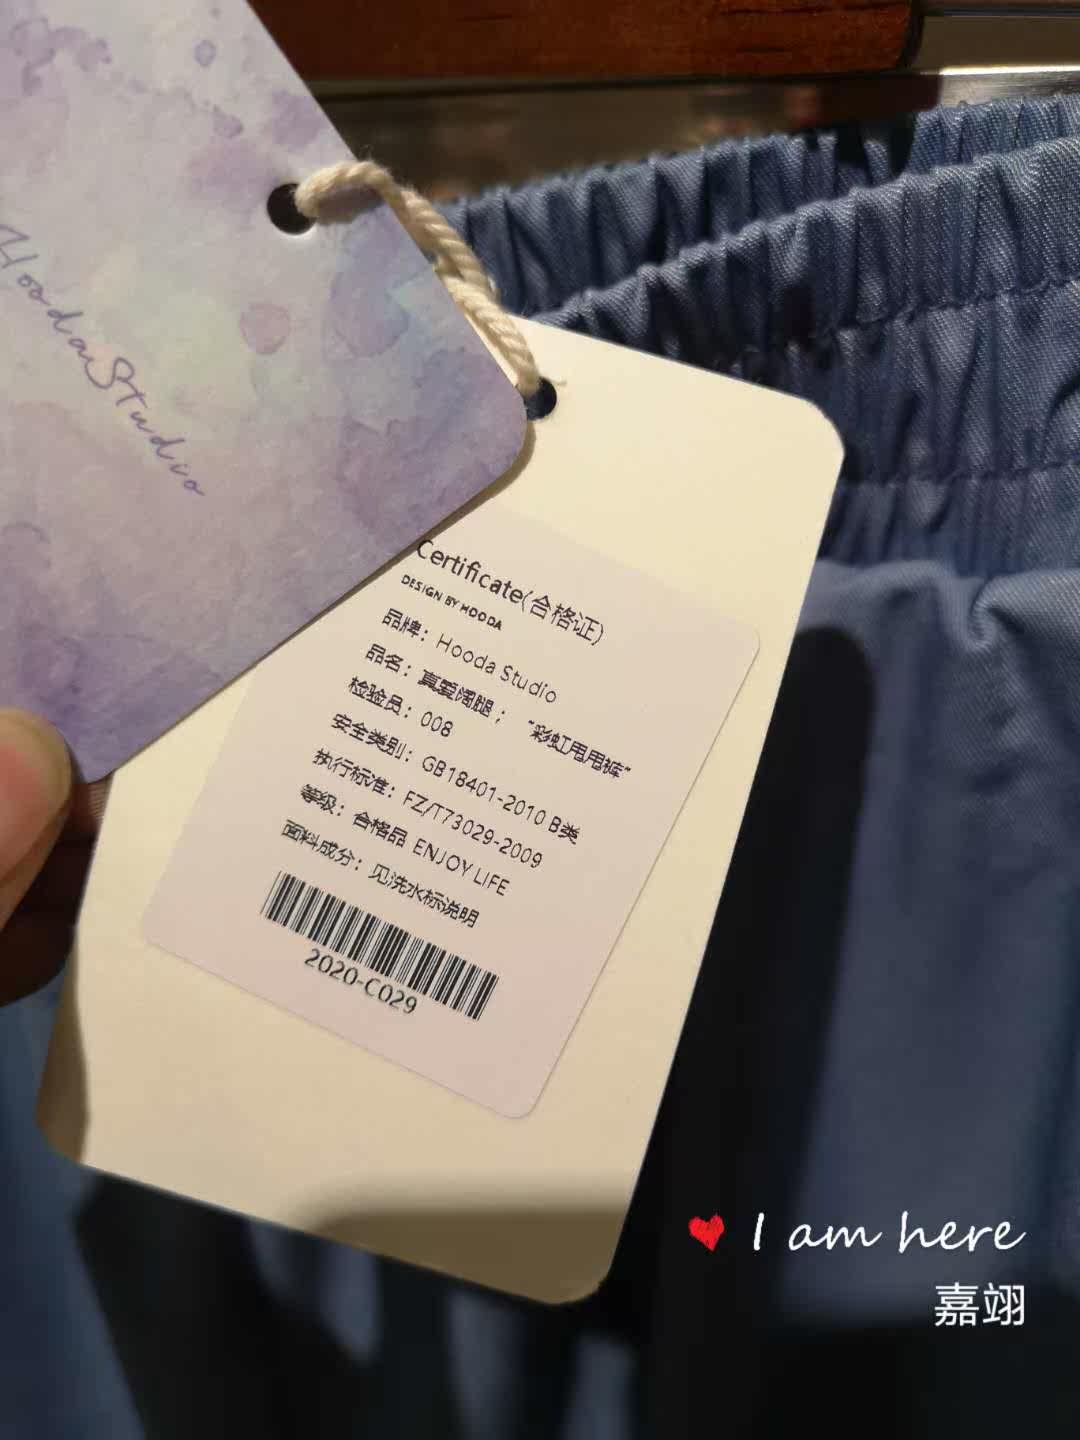 Hooda Studio
Certificate(合格证)
DESIGN BY HOODA
品牌：Hooda Studio
品名：真爱阔腿；“彩虹甩甩裤”
检验员：008
安全类别：GB18401-2010 B类
执行标准：FZ/T73029-2009
等级：合格品 ENJOY LIFE
面料成分：见洗水标说明
2020-C029
I am here
嘉翊